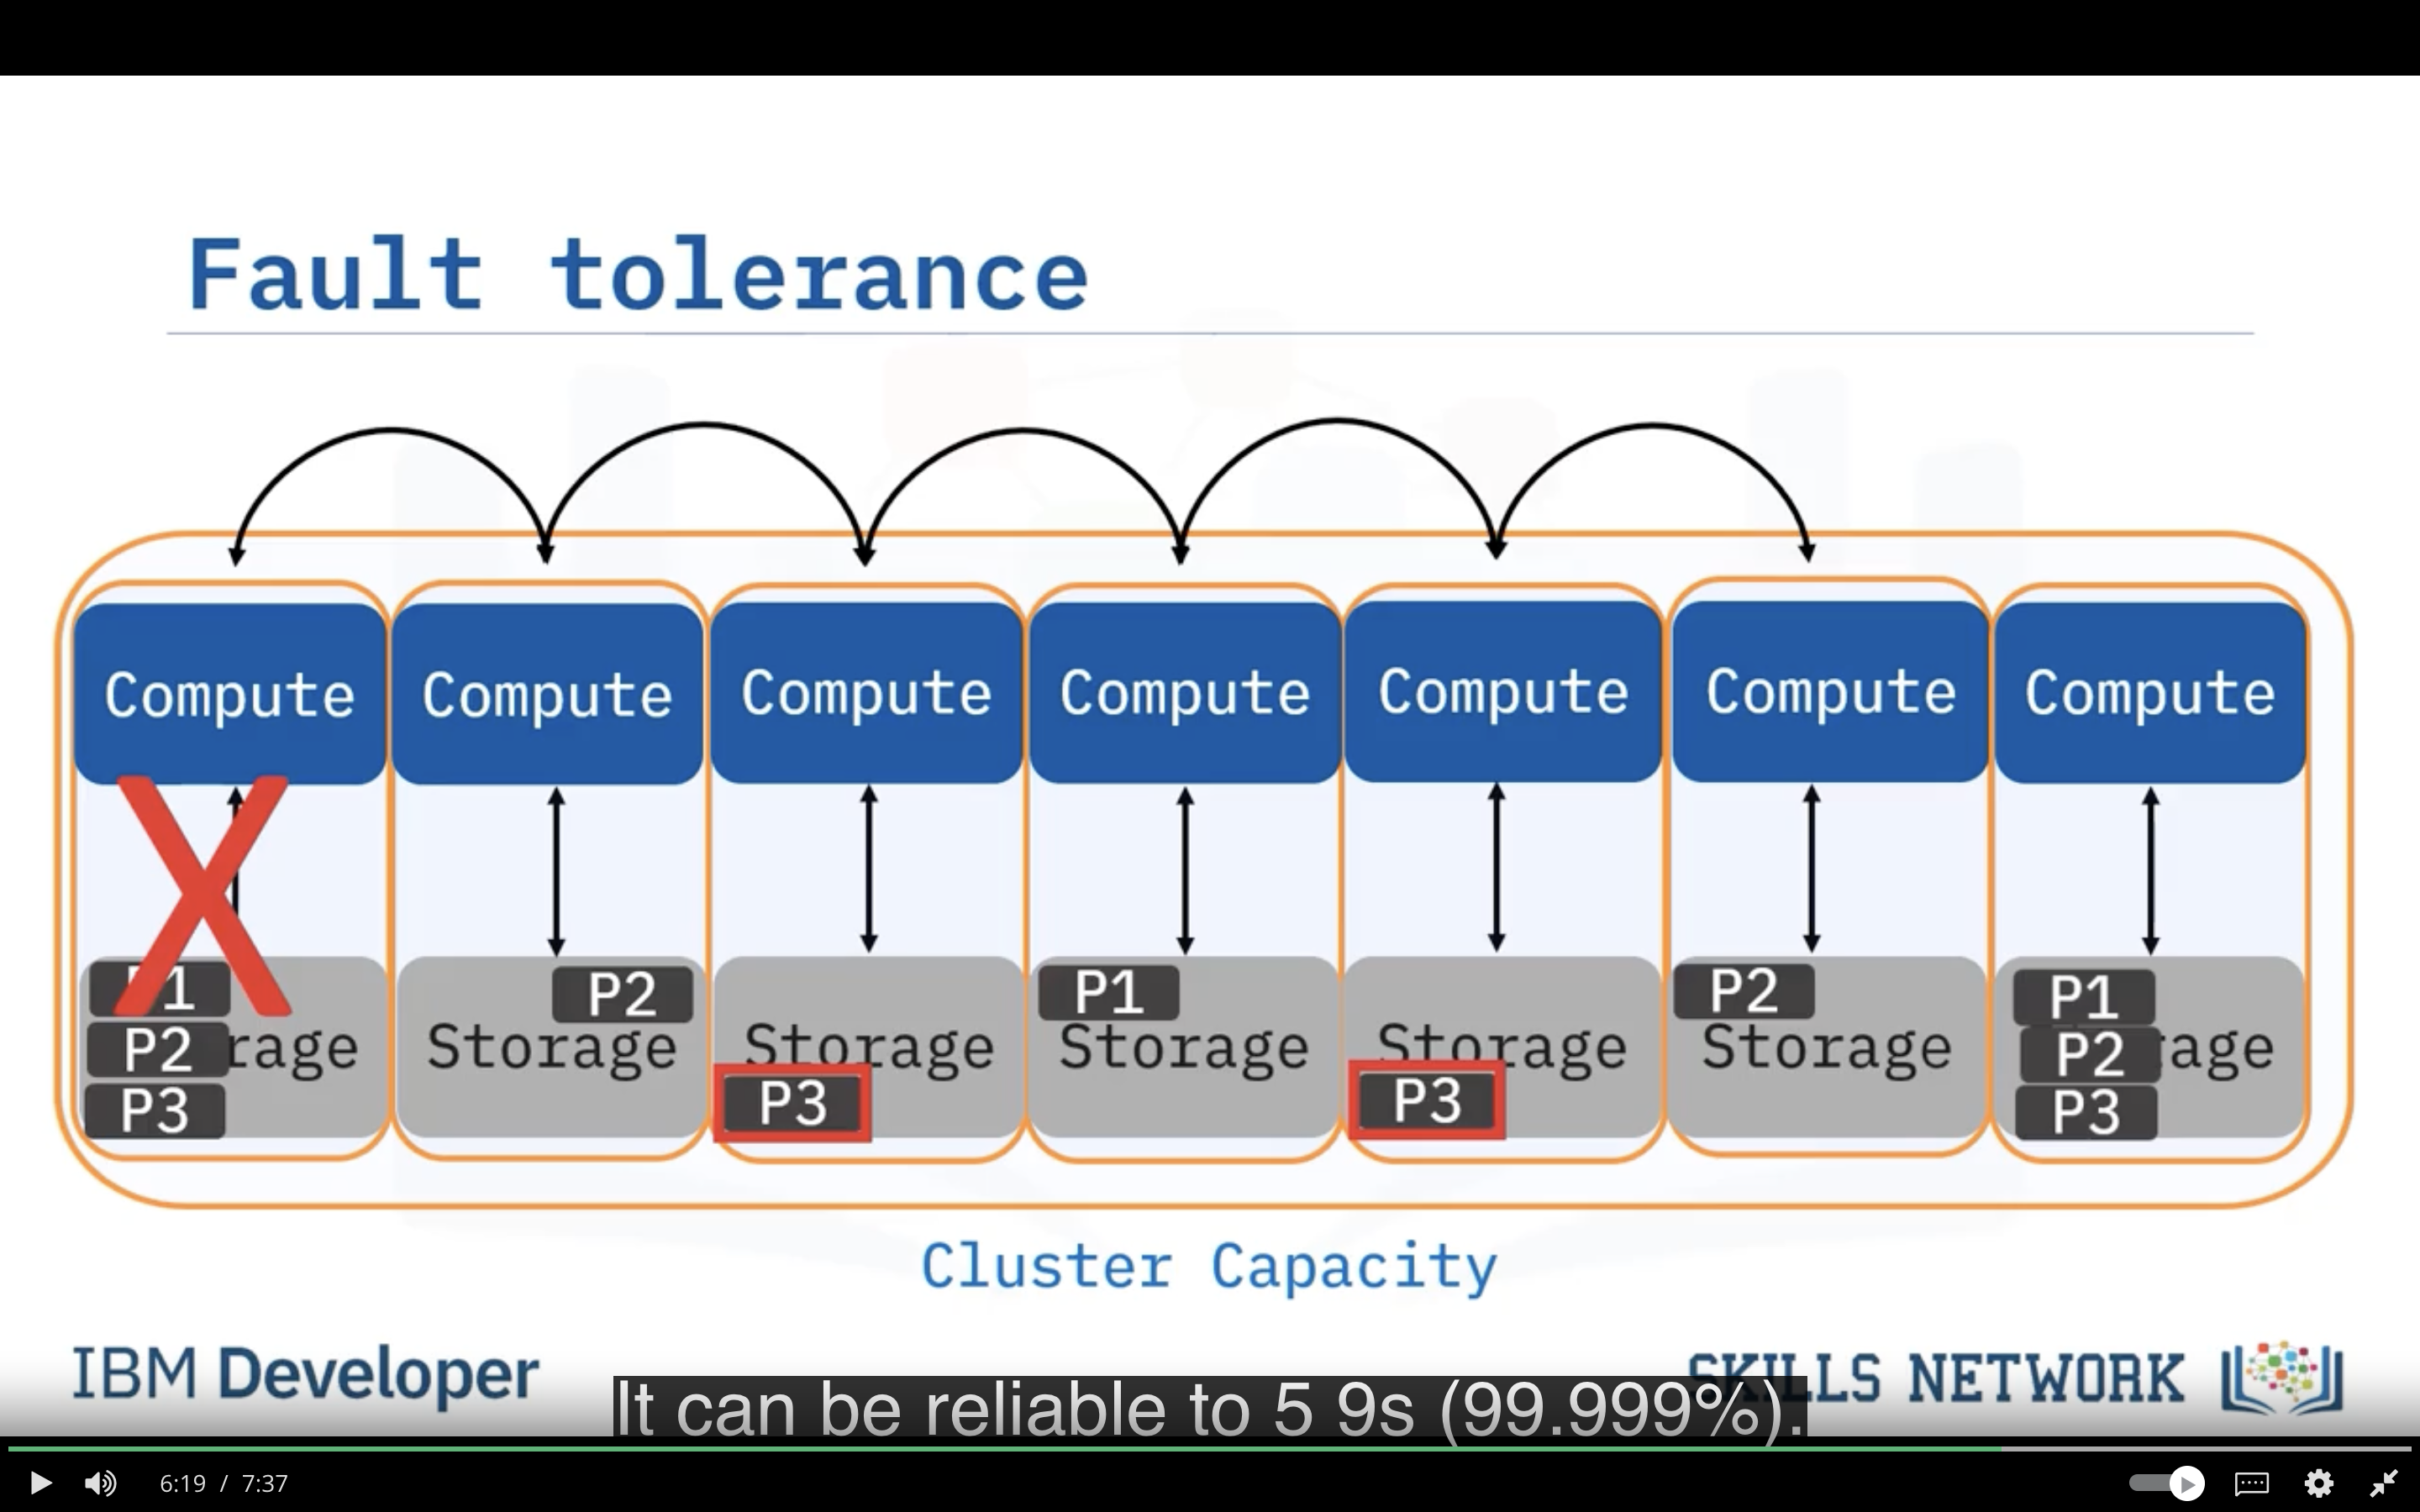 Fault tolerance
Compute Compute Compute Compute Compute Compute Compute
P2 P1 P2 P1
P2 rage Storage Storage Storage Storage Storage P2 age
P3 P3 P3 P3
Cluster Capacity
IBM Developer
SKILLS NETWORK
It can be reliable to 5 9s (99.999%).
6:19 / 7:37